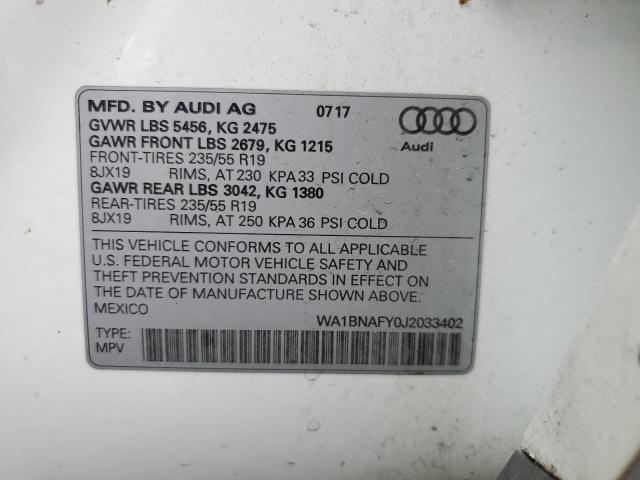 MFD. BY AUDI AG 0717
GVWR LBS 5456, KG 2475
GAWR FRONT LBS 2679, KG 1215
Audi
FRONT-TIRES 235/55 R19
8JX19 RIMS, AT 230 KPA 33 PSI COLD
GAWR REAR LBS 3042, KG 1380
REAR-TIRES 235/55 R19
8JX19 RIMS, AT 250 KPA 36 PSI COLD
THIS VEHICLE CONFORMS TO ALL APPLICABLE
U.S. FEDERAL MOTOR VEHICLE SAFETY AND
THEFT PREVENTION STANDARDS IN EFFECT ON
THE DATE OF MANUFACTURE SHOWN ABOVE.
MEXICO WA1BNAFY0J2033402
TYPE:
MPV